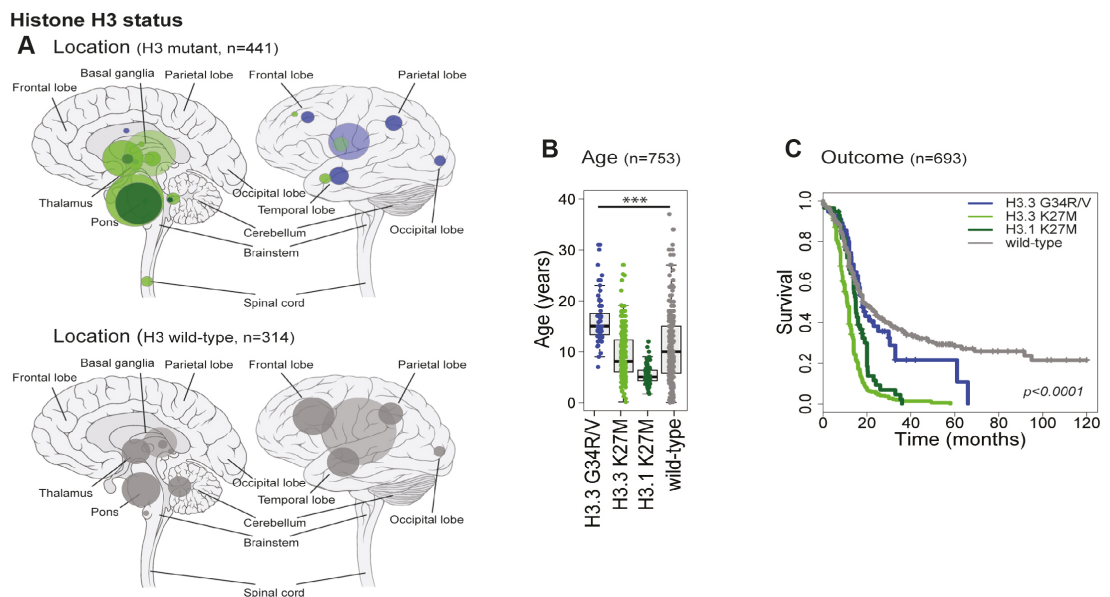 Histone H3 status
A Location (H3 mutant, n=441)
Basal ganglia Parietal lobe Frontal lobe Parietal lobe
Frontal lobe
Thalamus
Pons
Occipital lobe
Temporal lobe
Cerebellum
Occipital lobe
Brainstem
Spinal cord
Location (H3 wild-type, n=314)
Basal ganglia Parietal lobe Frontal lobe Parietal lobe
Frontal lobe
Thalamus
Pons
Occipital lobe
Temporal lobe
Cerebellum
Occipital lobe
Brainstem
Spinal cord
B Age (n=753)
***
Age (years)
40
30
20
10
0
H3.3 G34R/V
H3.3 K27M
H3.1 K27M
wild-type
C Outcome (n=693)
H3.3 G34R/V
H3.3 K27M
H3.1 K27M
wild-type
Survival
1.0
0.8
0.6
0.4
0.2
0.0
p<0.0001
0 20 40 60 80 100 120
Time (months)